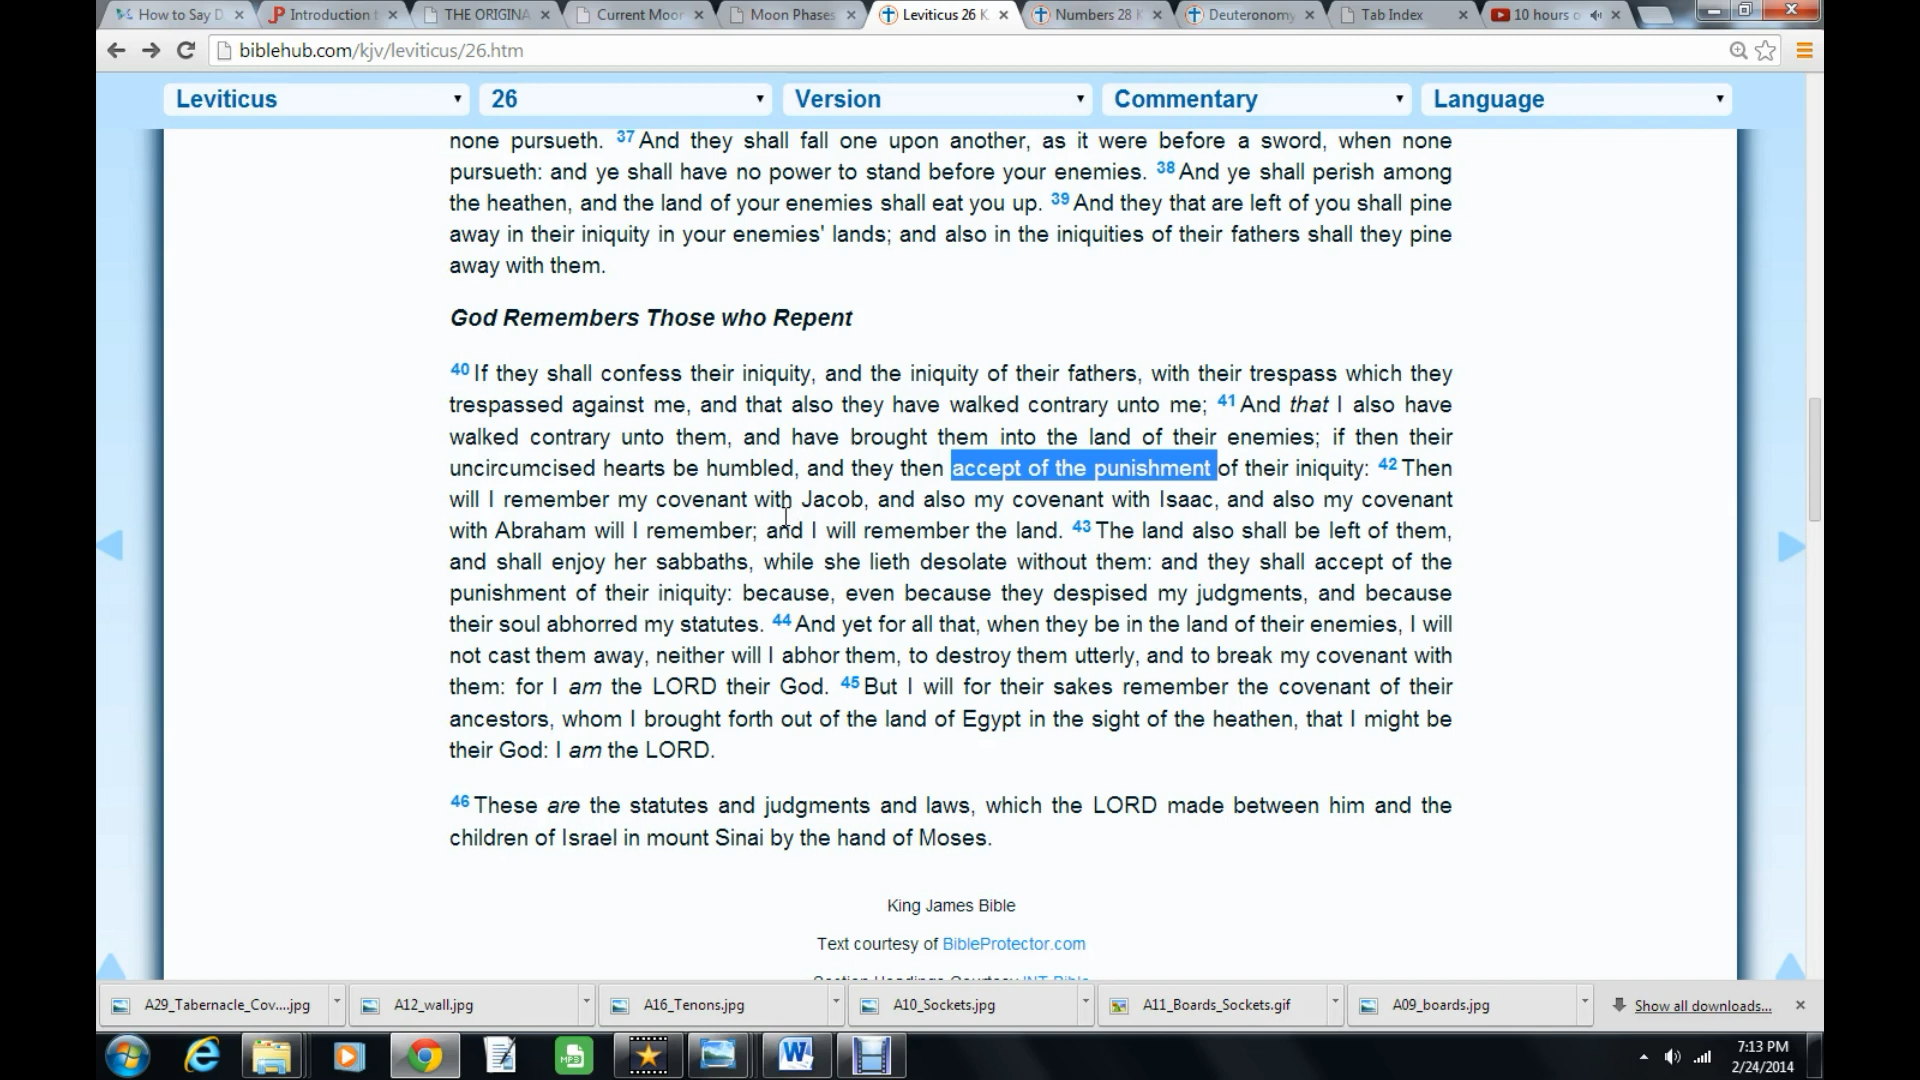 How to Say D
Introduction t
THE ORIGINA
Current Moon
Moon Phases
Leviticus 26 K
Numbers 28 K
Deuteronomy
Tab Index
10 hours o
biblehub.com/kjv/leviticus/26.htm
Leviticus
26
Version
Commentary
Language
none pursueth. 37 And they shall fall one upon another, as it were before a sword, when none
pursueth: and ye shall have no power to stand before your enemies. 38 And ye shall perish among
the heathen, and the land of your enemies shall eat you up. 39 And they that are left of you shall pine
away in their iniquity in your enemies' lands; and also in the iniquities of their fathers shall they pine
away with them.
God Remembers Those who Repent
40 If they shall confess their iniquity, and the iniquity of their fathers, with their trespass which they
trespassed against me, and that also they have walked contrary unto me; 41 And that I also have
walked contrary unto them, and have brought them into the land of their enemies; if then their
uncircumcised hearts be humbled, and they then accept of the punishment of their iniquity: 42 Then
will I remember my covenant with Jacob, and also my covenant with Isaac, and also my covenant
with Abraham will I remember; and I will remember the land. 43 The land also shall be left of them,
and shall enjoy her sabbaths, while she lieth desolate without them: and they shall accept of the
punishment of their iniquity: because, even because they despised my judgments, and because
their soul abhorred my statutes. 44 And yet for all that, when they be in the land of their enemies, I will
not cast them away, neither will I abhor them, to destroy them utterly, and to break my covenant with
them: for I am the LORD their God. 45 But I will for their sakes remember the covenant of their
ancestors, whom I brought forth out of the land of Egypt in the sight of the heathen, that I might be
their God: I am the LORD.
46 These are the statutes and judgments and laws, which the LORD made between him and the
children of Israel in mount Sinai by the hand of Moses.
King James Bible
Text courtesy of BibleProtector.com
Section Headings Courtesy INT Bible
A29_Tabernacle_Cov....jpg
A12_wall.jpg
A16_Tenons.jpg
A10_Sockets.jpg
A11_Boards_Sockets.gif
A09_boards.jpg
Show all downloads...
MP3
7:13 PM
2/24/2014